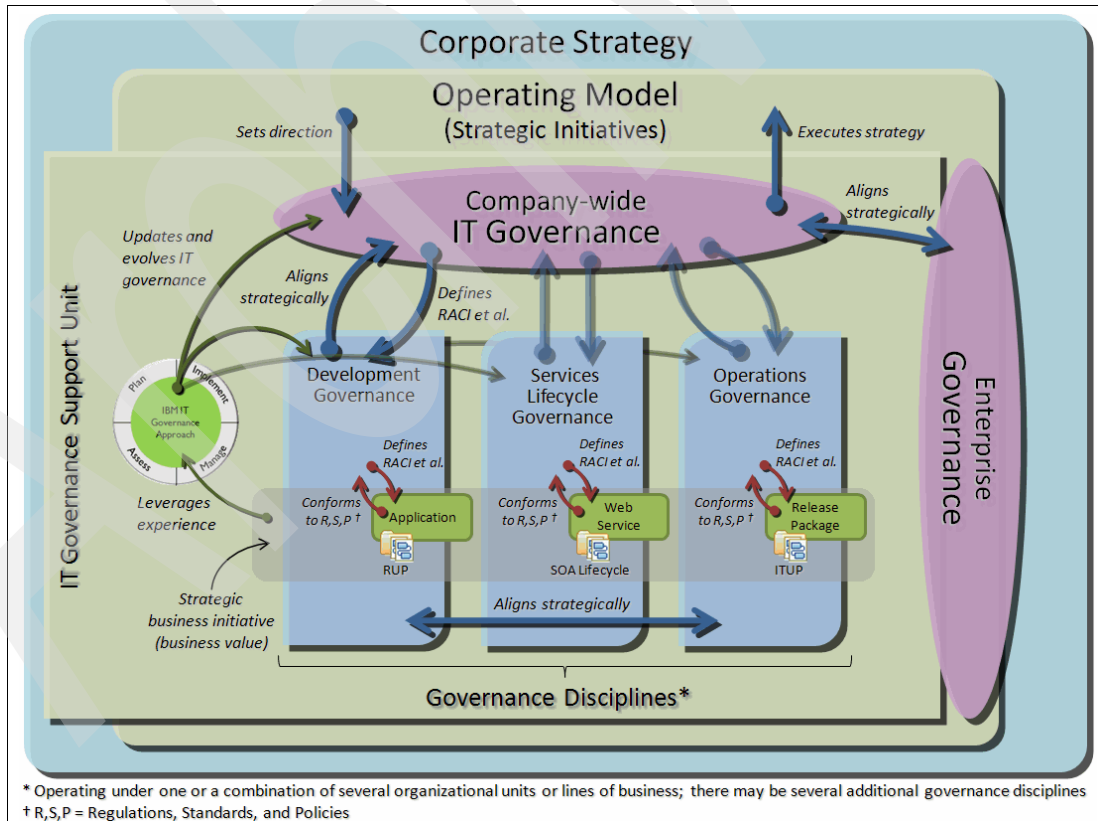 Corporate Strategy
Operating Model
(Strategic Initiatives)
Sets direction
Executes strategy
Company-wide
IT Governance
Aligns
strategically
Updates and
evolves IT
governance
Aligns
strategically
Defines
RACI et al.
IT Governance Support Unit
Enterprise
Governance
Plan
Implement
IBM IT
Governance
Approach
Assess
Manage
Development
Governance
Services
Lifecycle
Governance
Operations
Governance
Leverages
experience
Defines
RACI et al.
Conforms
to R,S,P †
Application
RUP
Defines
RACI et al.
Conforms
to R,S,P †
Web
Service
SOA Lifecycle
Defines
RACI et al.
Conforms
to R,S,P †
Release
Package
ITUP
Strategic
business initiative
(business value)
Aligns strategically
Governance Disciplines*
* Operating under one or a combination of several organizational units or lines of business; there may be several additional governance disciplines
† R,S,P = Regulations, Standards, and Policies